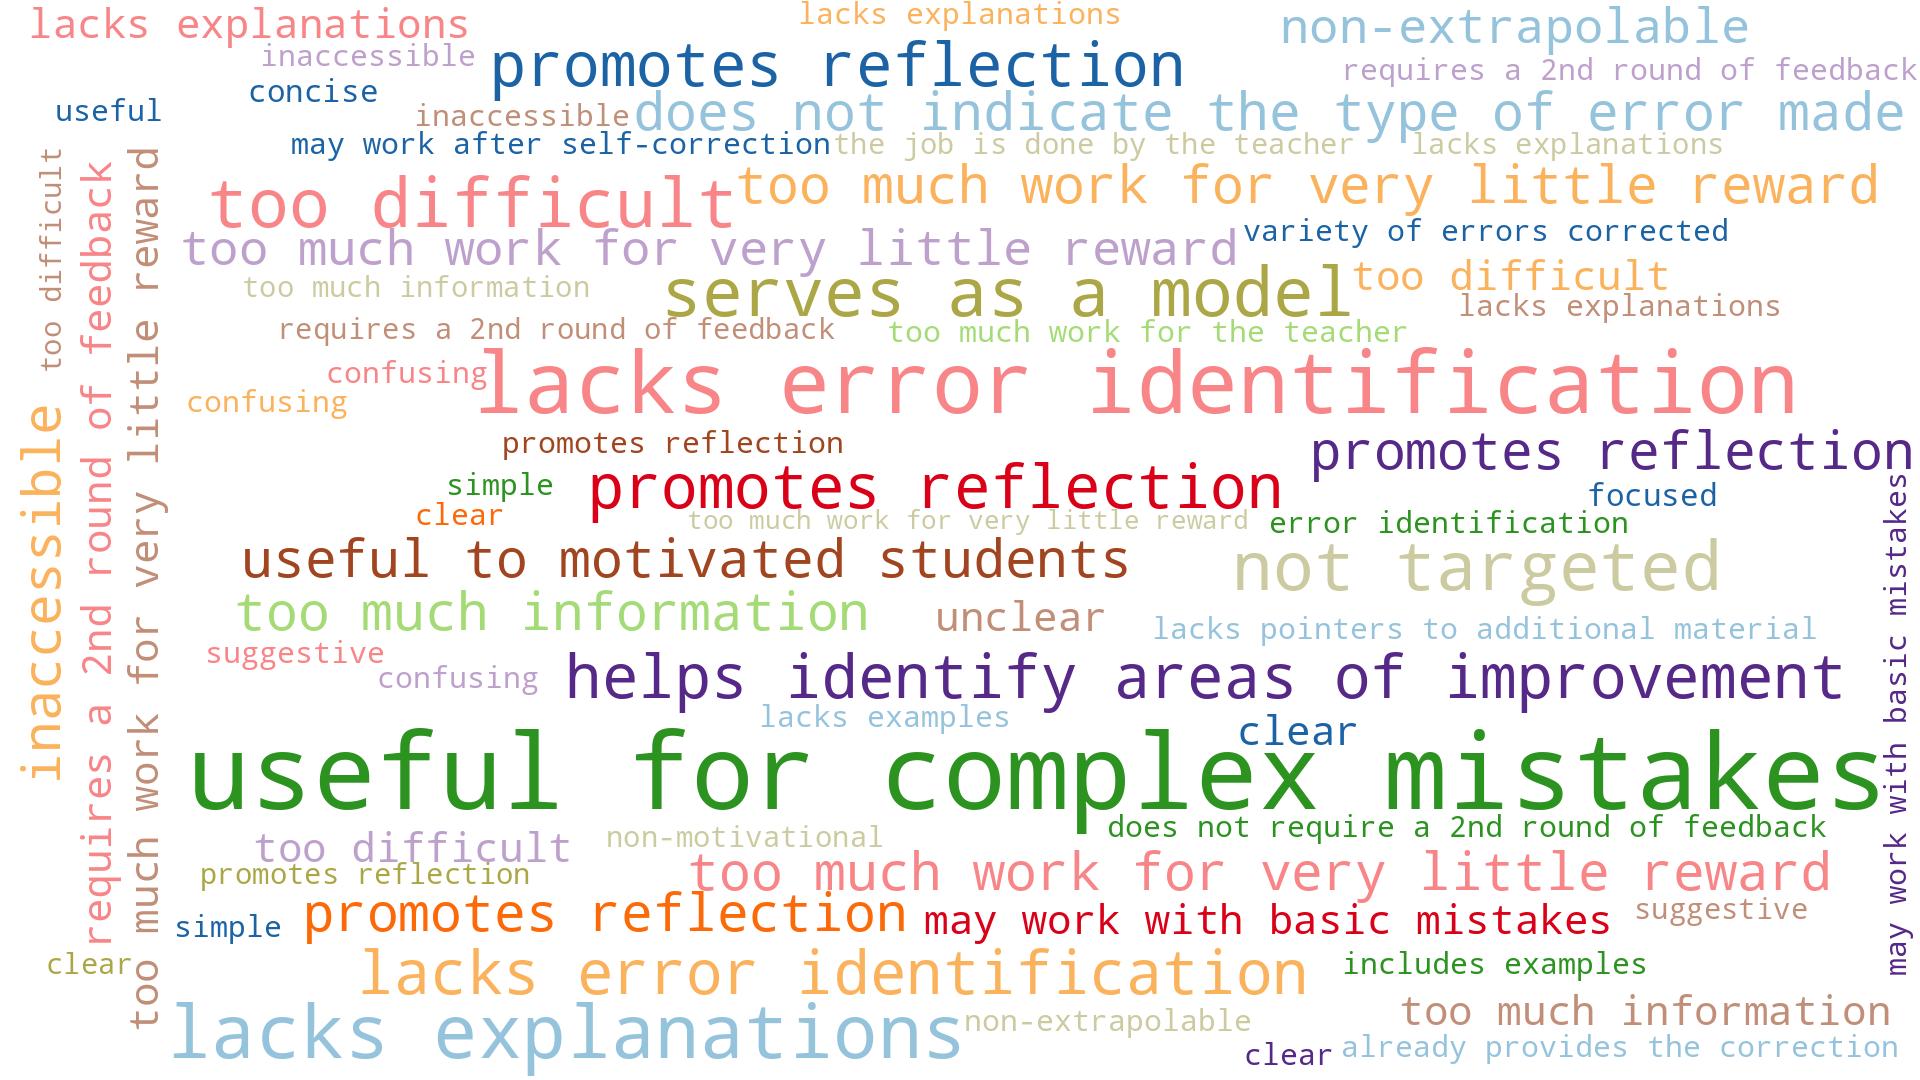 lacks explanations
lacks explanations
non-extrapolable
inaccessible
promotes reflection
requires a 2nd round of feedback
concise
useful
inaccessible
does not indicate the type of error made
may work after self-correction
the job is done by the teacher
lacks explanations
too difficult
too much work for very little reward
too much work for very little reward
variety of errors corrected
too much information
serves as a model
too difficult
lacks explanations
requires a 2nd round of feedback
too much work for the teacher
confusing
lacks error identification
confusing
promotes reflection
promotes reflection
simple
promotes reflection
focused
clear
too much work for very little reward
error identification
useful to motivated students
not targeted
too much information
unclear
lacks pointers to additional material
suggestive
confusing
helps identify areas of improvement
lacks examples
clear
useful for complex mistakes
does not require a 2nd round of feedback
too difficult
non-motivational
promotes reflection
too much work for very little reward
simple
promotes reflection
may work with basic mistakes
suggestive
clear
lacks error identification
includes examples
lacks explanations
non-extrapolable
too much information
clear
already provides the correction
too difficult
inaccessible
requires a 2nd round of feedback
too much work for very little reward
may work with basic mistakes